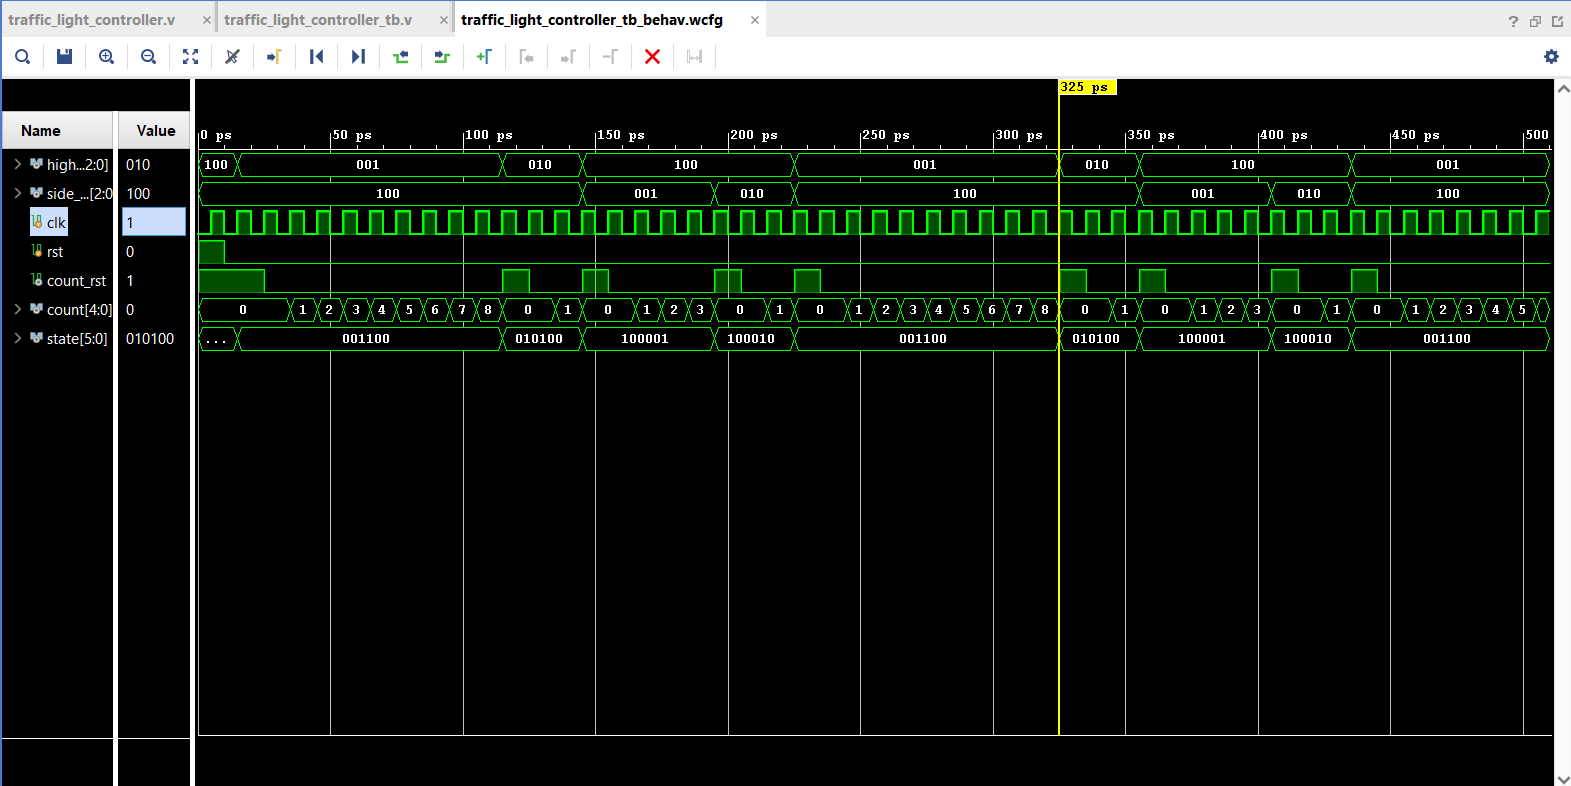 traffic_light_controller.v × traffic_light_controller_tb.v × traffic_light_controller_tb_behav.wcfg ×
?
325 ps
Name Value
0 ps 50 ps 100 ps 150 ps 200 ps 250 ps 300 ps 350 ps 400 ps 450 ps 500
high...2:0] 010 100 001 010 100 001 010 100 001
side_...[2:0 100 100 001 010 100 001 010 100
clk 1
rst 0
count_rst 1
count[4:0] 0 0 1 2 3 4 5 6 7 8 0 1 0 1 2 3 0 1 0 1 2 3 4 5 6 7 8 0 1 0 1 2 3 0 1 0 1 2 3 4 5
state[5:0] 010100 ... 001100 010100 100001 100010 001100 010100 100001 100010 001100